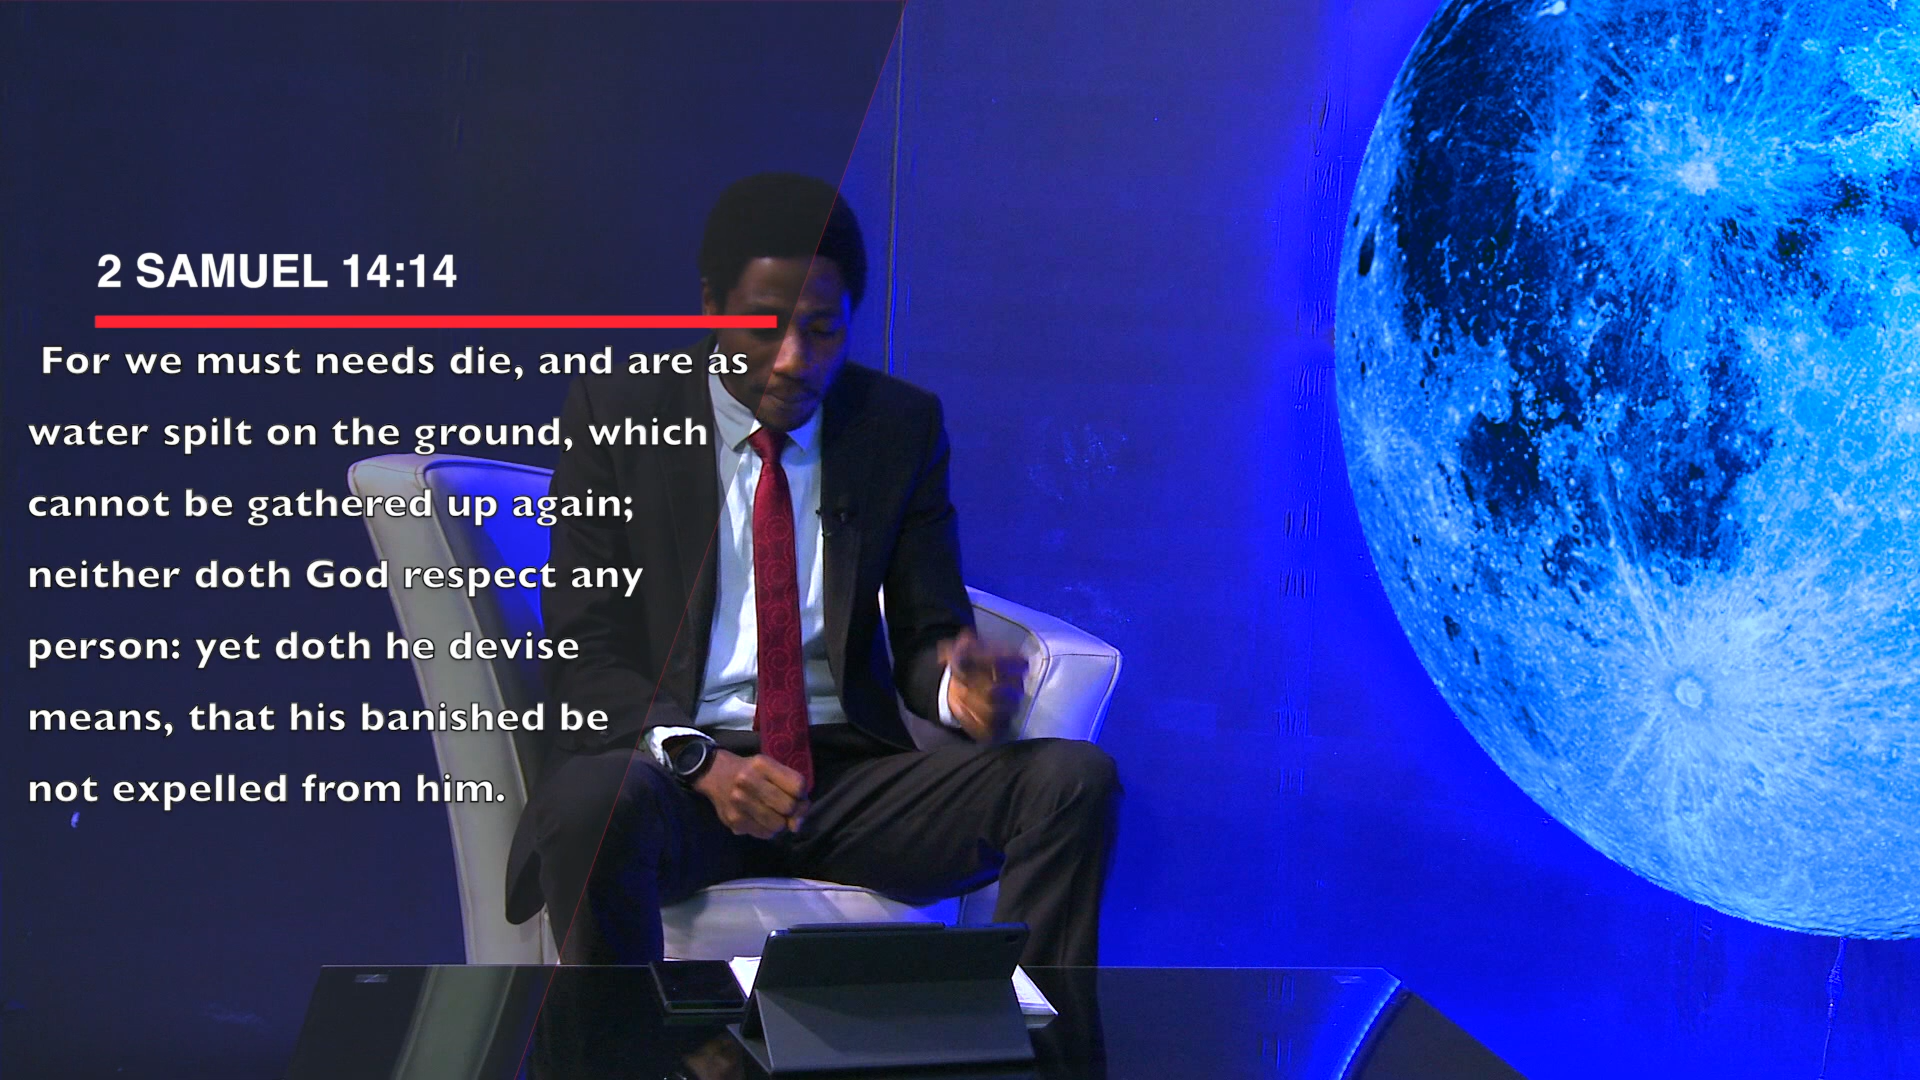 2 SAMUEL 14:14
For we must needs die, and are as
water spilt on the ground, which
cannot be gathered up again;
neither doth God respect any
person: yet doth he devise
means, that his banished be
not expelled from him.